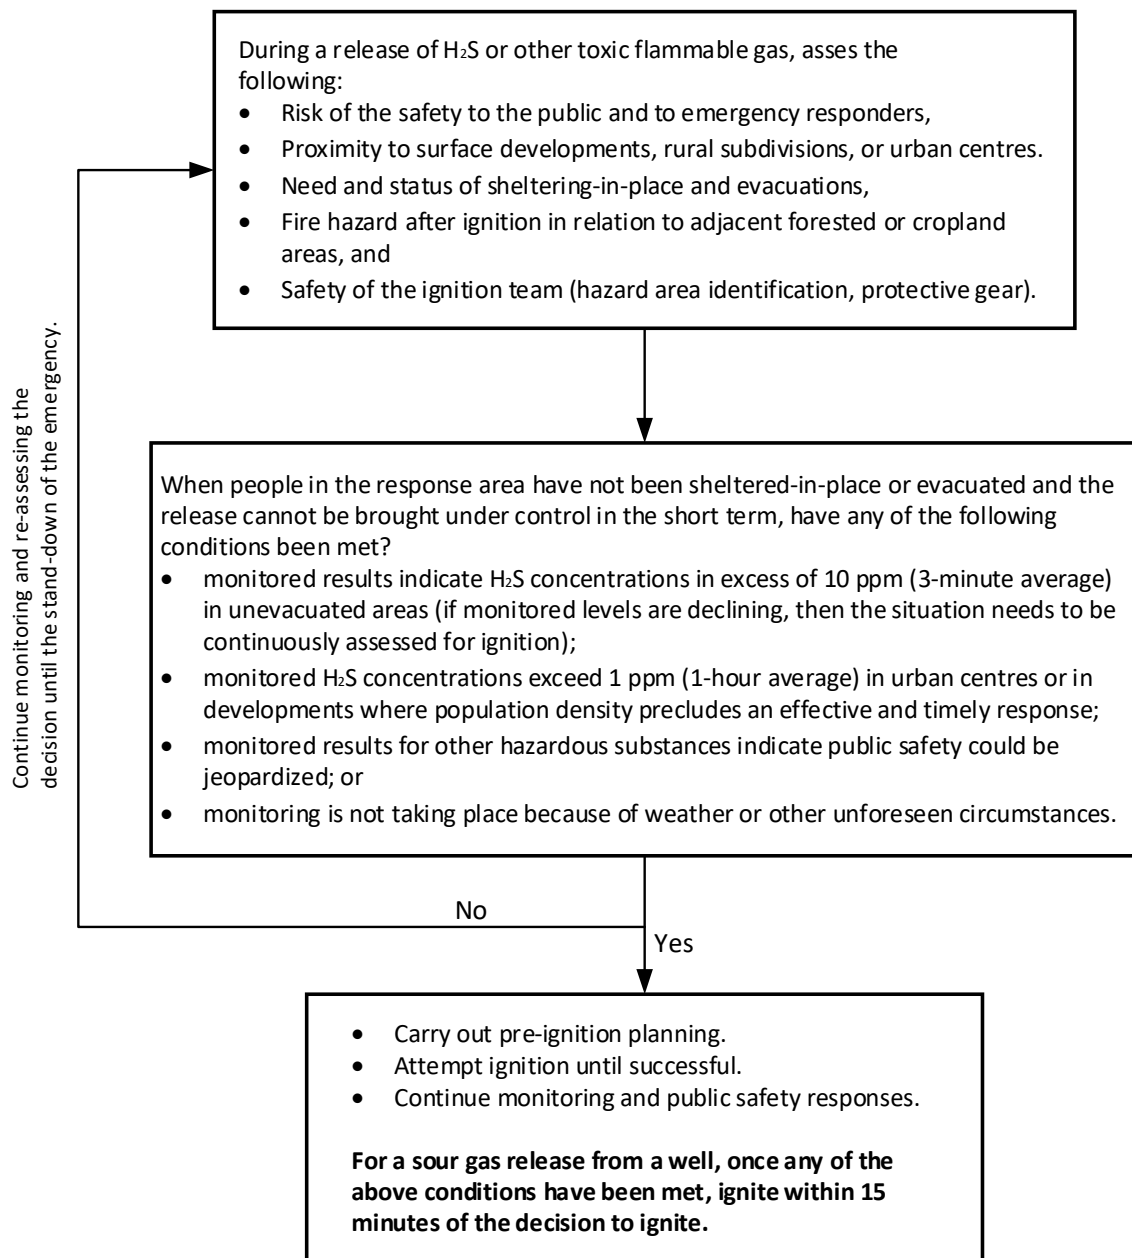 During a release of H₂S or other toxic flammable gas, asses the
following:
• Risk of the safety to the public and to emergency responders,
• Proximity to surface developments, rural subdivisions, or urban centres.
• Need and status of sheltering-in-place and evacuations,
• Fire hazard after ignition in relation to adjacent forested or cropland
areas, and
• Safety of the ignition team (hazard area identification, protective gear).
Continue monitoring and re-assessing the
decision until the stand-down of the emergency.
When people in the response area have not been sheltered-in-place or evacuated and the
release cannot be brought under control in the short term, have any of the following
conditions been met?
• monitored results indicate H₂S concentrations in excess of 10 ppm (3-minute average)
in unevacuated areas (if monitored levels are declining, then the situation needs to be
continuously assessed for ignition);
• monitored H₂S concentrations exceed 1 ppm (1-hour average) in urban centres or in
developments where population density precludes an effective and timely response;
• monitored results for other hazardous substances indicate public safety could be
jeopardized; or
• monitoring is not taking place because of weather or other unforeseen circumstances.
No
Yes
• Carry out pre-ignition planning.
• Attempt ignition until successful.
• Continue monitoring and public safety responses.
For a sour gas release from a well, once any of the
above conditions have been met, ignite within 15
minutes of the decision to ignite.